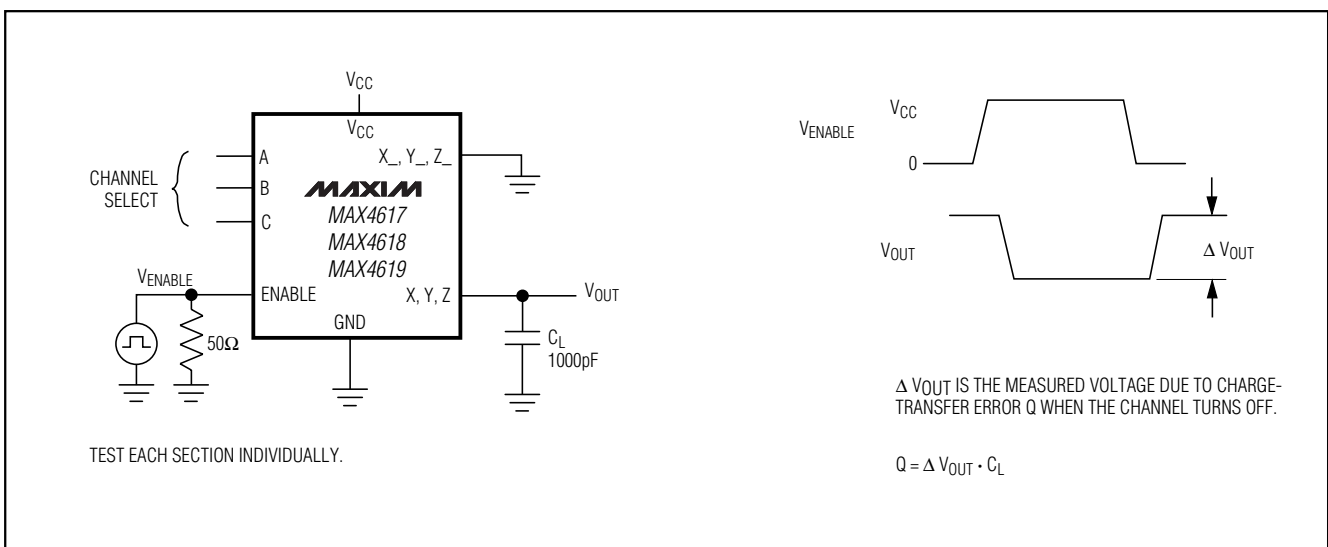 VCC
VCC
CHANNEL
SELECT
A
B
C
X_, Y_, Z_
MAXIM
MAX4617
MAX4618
MAX4619
VENABLE
ENABLE
X, Y, Z
VOUT
GND
50Ω
CL
1000pF
TEST EACH SECTION INDIVIDUALLY.
VENABLE
VCC
0
VOUT
Δ VOUT
Δ VOUT IS THE MEASURED VOLTAGE DUE TO CHARGE-
TRANSFER ERROR Q WHEN THE CHANNEL TURNS OFF.
Q = Δ VOUT • CL